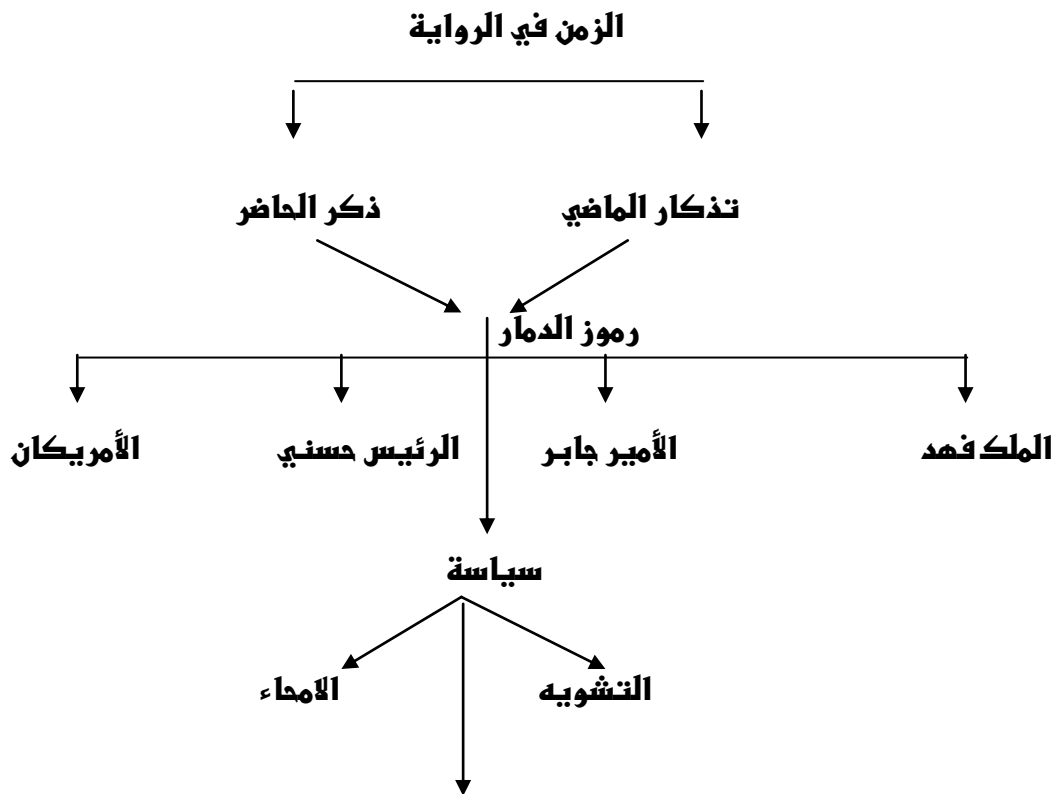 الزمن في الرواية
تذكار الماضي
ذكر الحاضر
رموز الدمار
الملك فهد
الأمير جابر
الرئيس حسني
الأمريكان
سياسة
التشويه
الامحاء